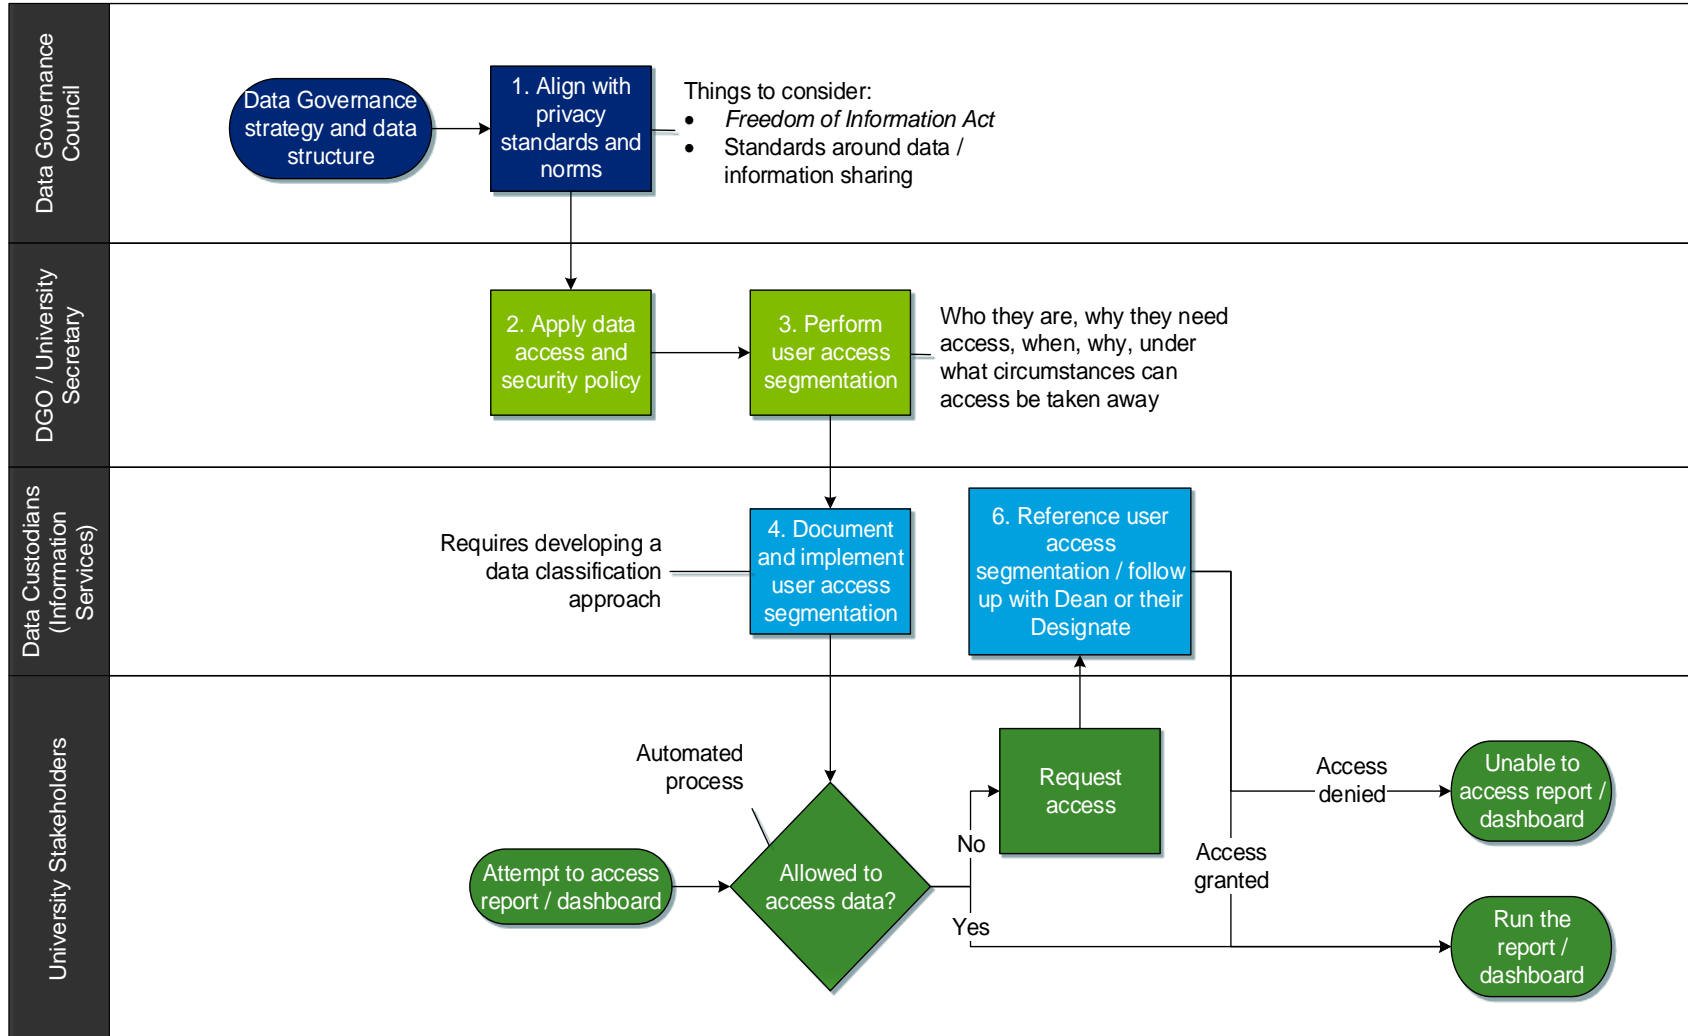 Data Governance
Council
Data Governance
strategy and data
structure
1. Align with
privacy
standards and
norms
Things to consider:
• Freedom of Information Act
• Standards around data /
information sharing
DGO / University
Secretary
2. Apply data
access and
security policy
3. Perform
user access
segmentation
Who they are, why they need
access, when, why, under
what circumstances can
access be taken away
Data Custodians
(Information
Services)
Requires developing a
data classification
approach
4. Document
and implement
user access
segmentation
6. Reference user
access
segmentation / follow
up with Dean or their
Designate
University Stakeholders
Automated
process
Attempt to access
report / dashboard
Allowed to
access data?
No
Yes
Request
access
Access
denied
Access
granted
Unable to
access report /
dashboard
Run the
report /
dashboard